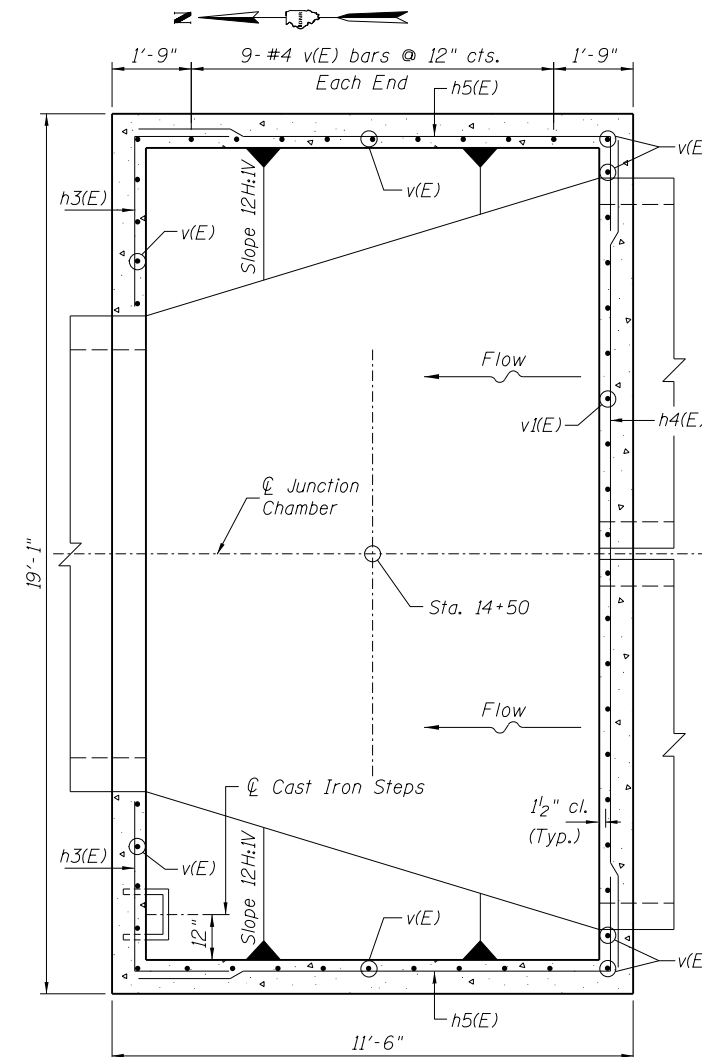 N
1'-9"
9- #4 v(E) bars @ 12" cts.
Each End
1'-9"
h5(E)
v(E
v(E)
h3(E)
v(E)
Slope 12H:1V
Flow
v1(E)
h4(E)
℄ Junction
Chamber
19'-1"
Sta. 14+50
Flow
℄ Cast Iron Steps
1½" cl.
(Typ.)
h3(E)
v(E)
Slope 12H:1V
12"
v(E)
v(E
h5(E)
11'-6"